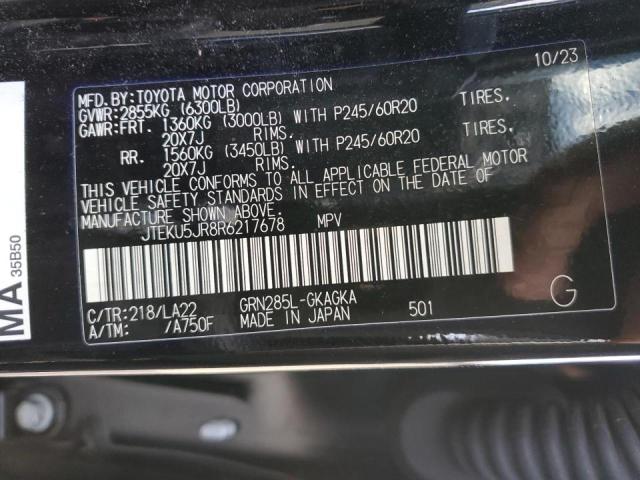 10/23
MFD.BY:TOYOTA MOTOR CORPORATION
GVWR:2855KG (6300LB)
GAWR:FRT. 1360KG (3000LB) WITH P245/60R20 TIRES.
20X7J RIMS.
RR. 1560KG (3450LB) WITH P245/60R20 TIRES.
20X7J RIMS.
THIS VEHICLE CONFORMS TO ALL APPLICABLE FEDERAL MOTOR
VEHICLE SAFETY STANDARDS IN EFFECT ON THE DATE OF
MANUFACTURE SHOWN ABOVE.
JTEKU5JR8R6217678 MPV
C/TR:218/LA22 GRN285L-GKAGKA 501 G
A/TM: /A750F MADE IN JAPAN
MA
35B50